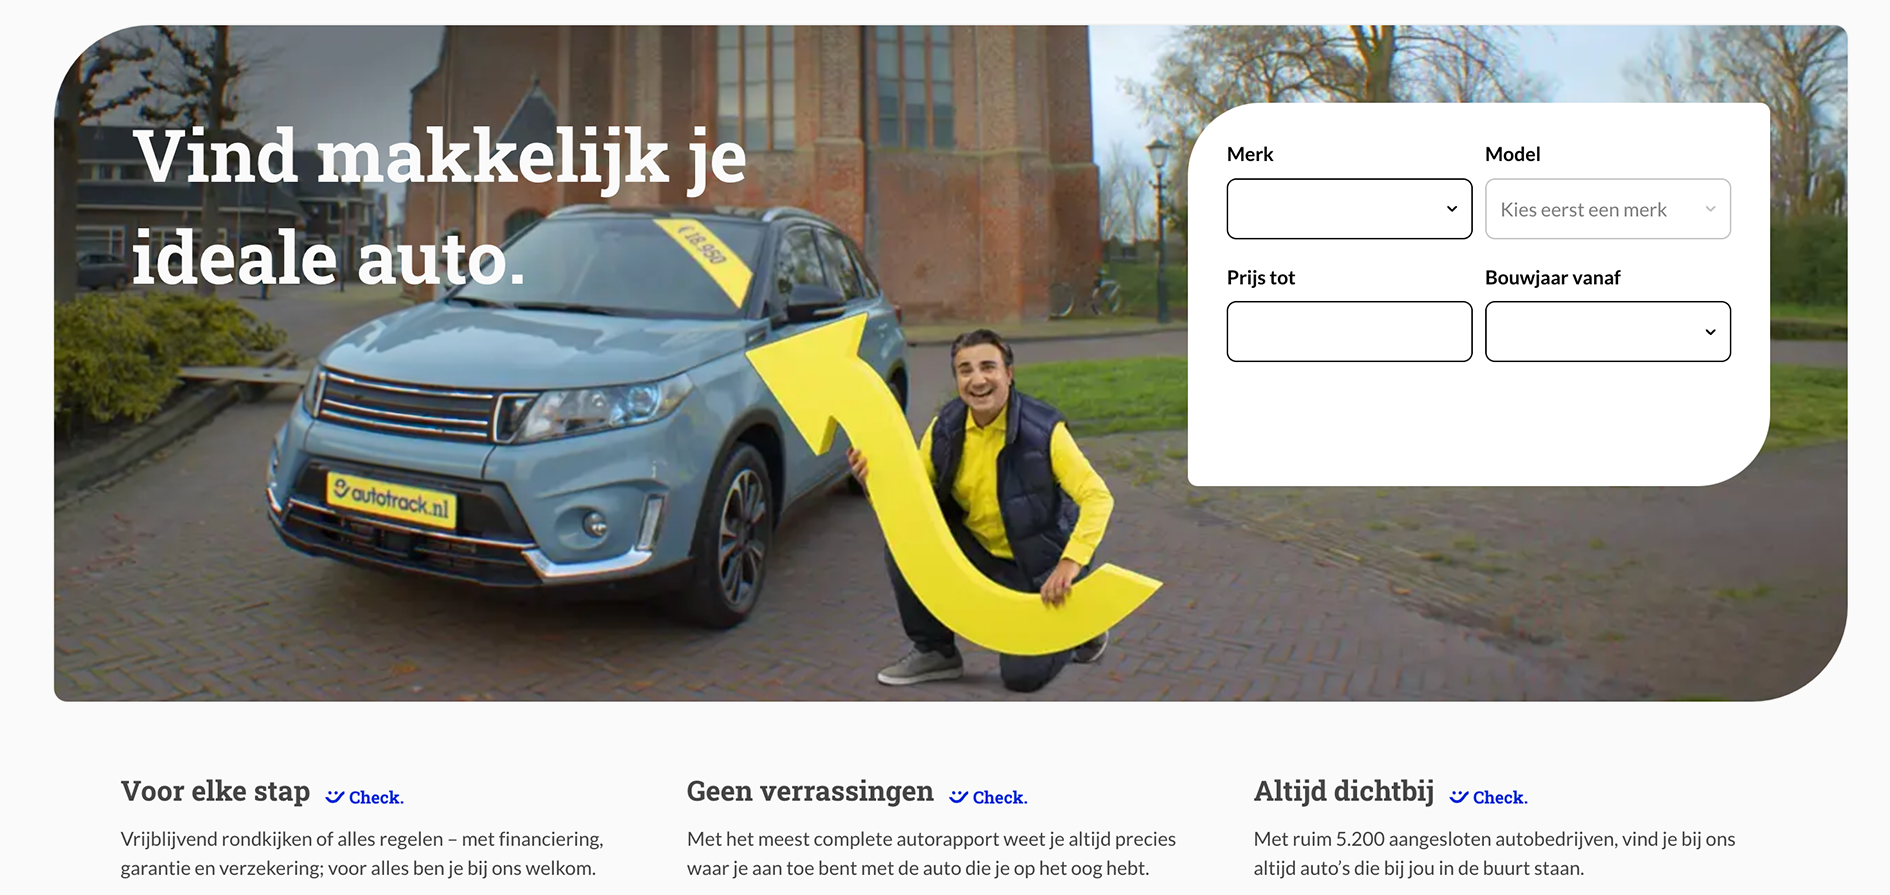 Vind makkelijk je
ideale auto.
€ 18.950
autotrack.nl
Merk
Model
Kies eerst een merk
Prijs tot
Bouwjaar vanaf
Voor elke stap Check.
Vrijblijvend rondkijken of alles regelen – met financiering,
garantie en verzekering; voor alles ben je bij ons welkom.
Geen verrassingen Check.
Met het meest complete autorapport weet je altijd precies
waar je aan toe bent met de auto die je op het oog hebt.
Altijd dichtbij Check.
Met ruim 5.200 aangesloten autobedrijven, vind je bij ons
altijd auto’s die bij jou in de buurt staan.